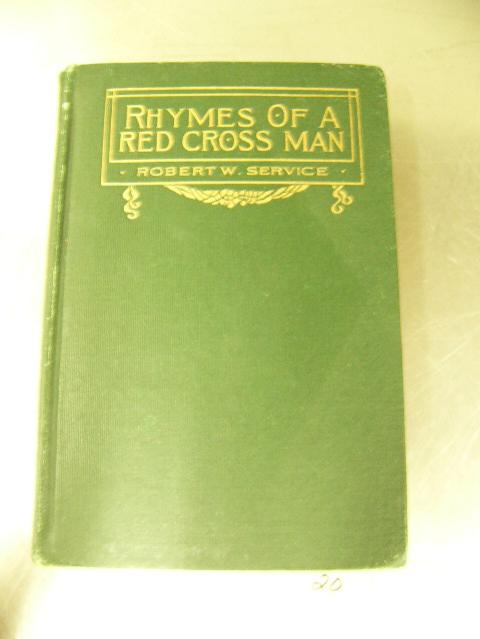 RHYMES OF A
RED CROSS MAN
· ROBERT W. SERVICE ·
20